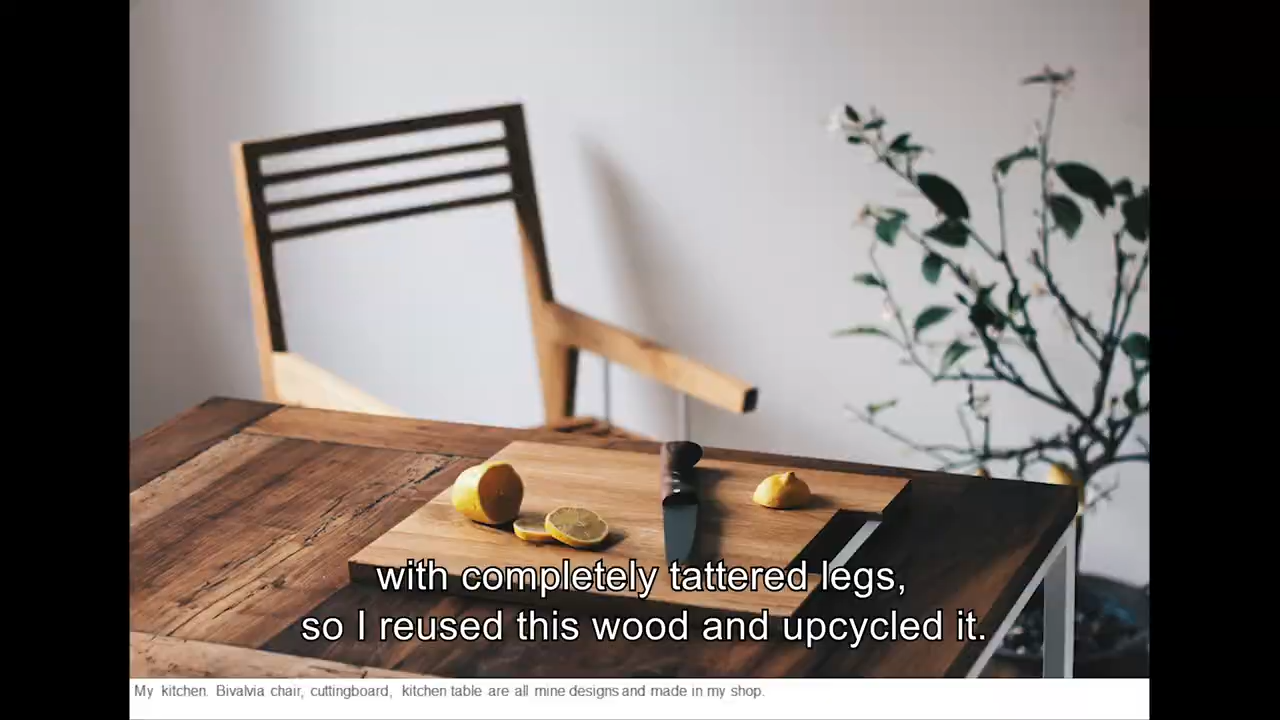 with completely tattered legs,
so I reused this wood and upcycled it.
My kitchen. Bivalvia chair, cuttingboard, kitchen table are all mine designs and made in my shop.